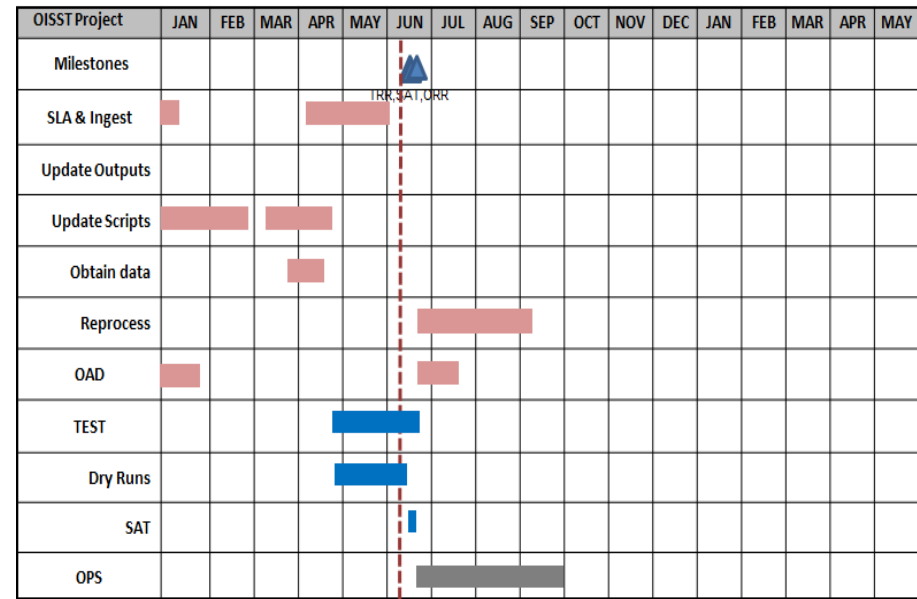 OISST Project JAN FEB MAR APR MAY JUN JUL AUG SEP OCT NOV DEC JAN FEB MAR APR MAY
Milestones
TRR,SAT,ORR
SLA & Ingest
Update Outputs
Update Scripts
Obtain data
Reprocess
OAD
TEST
Dry Runs
SAT
OPS